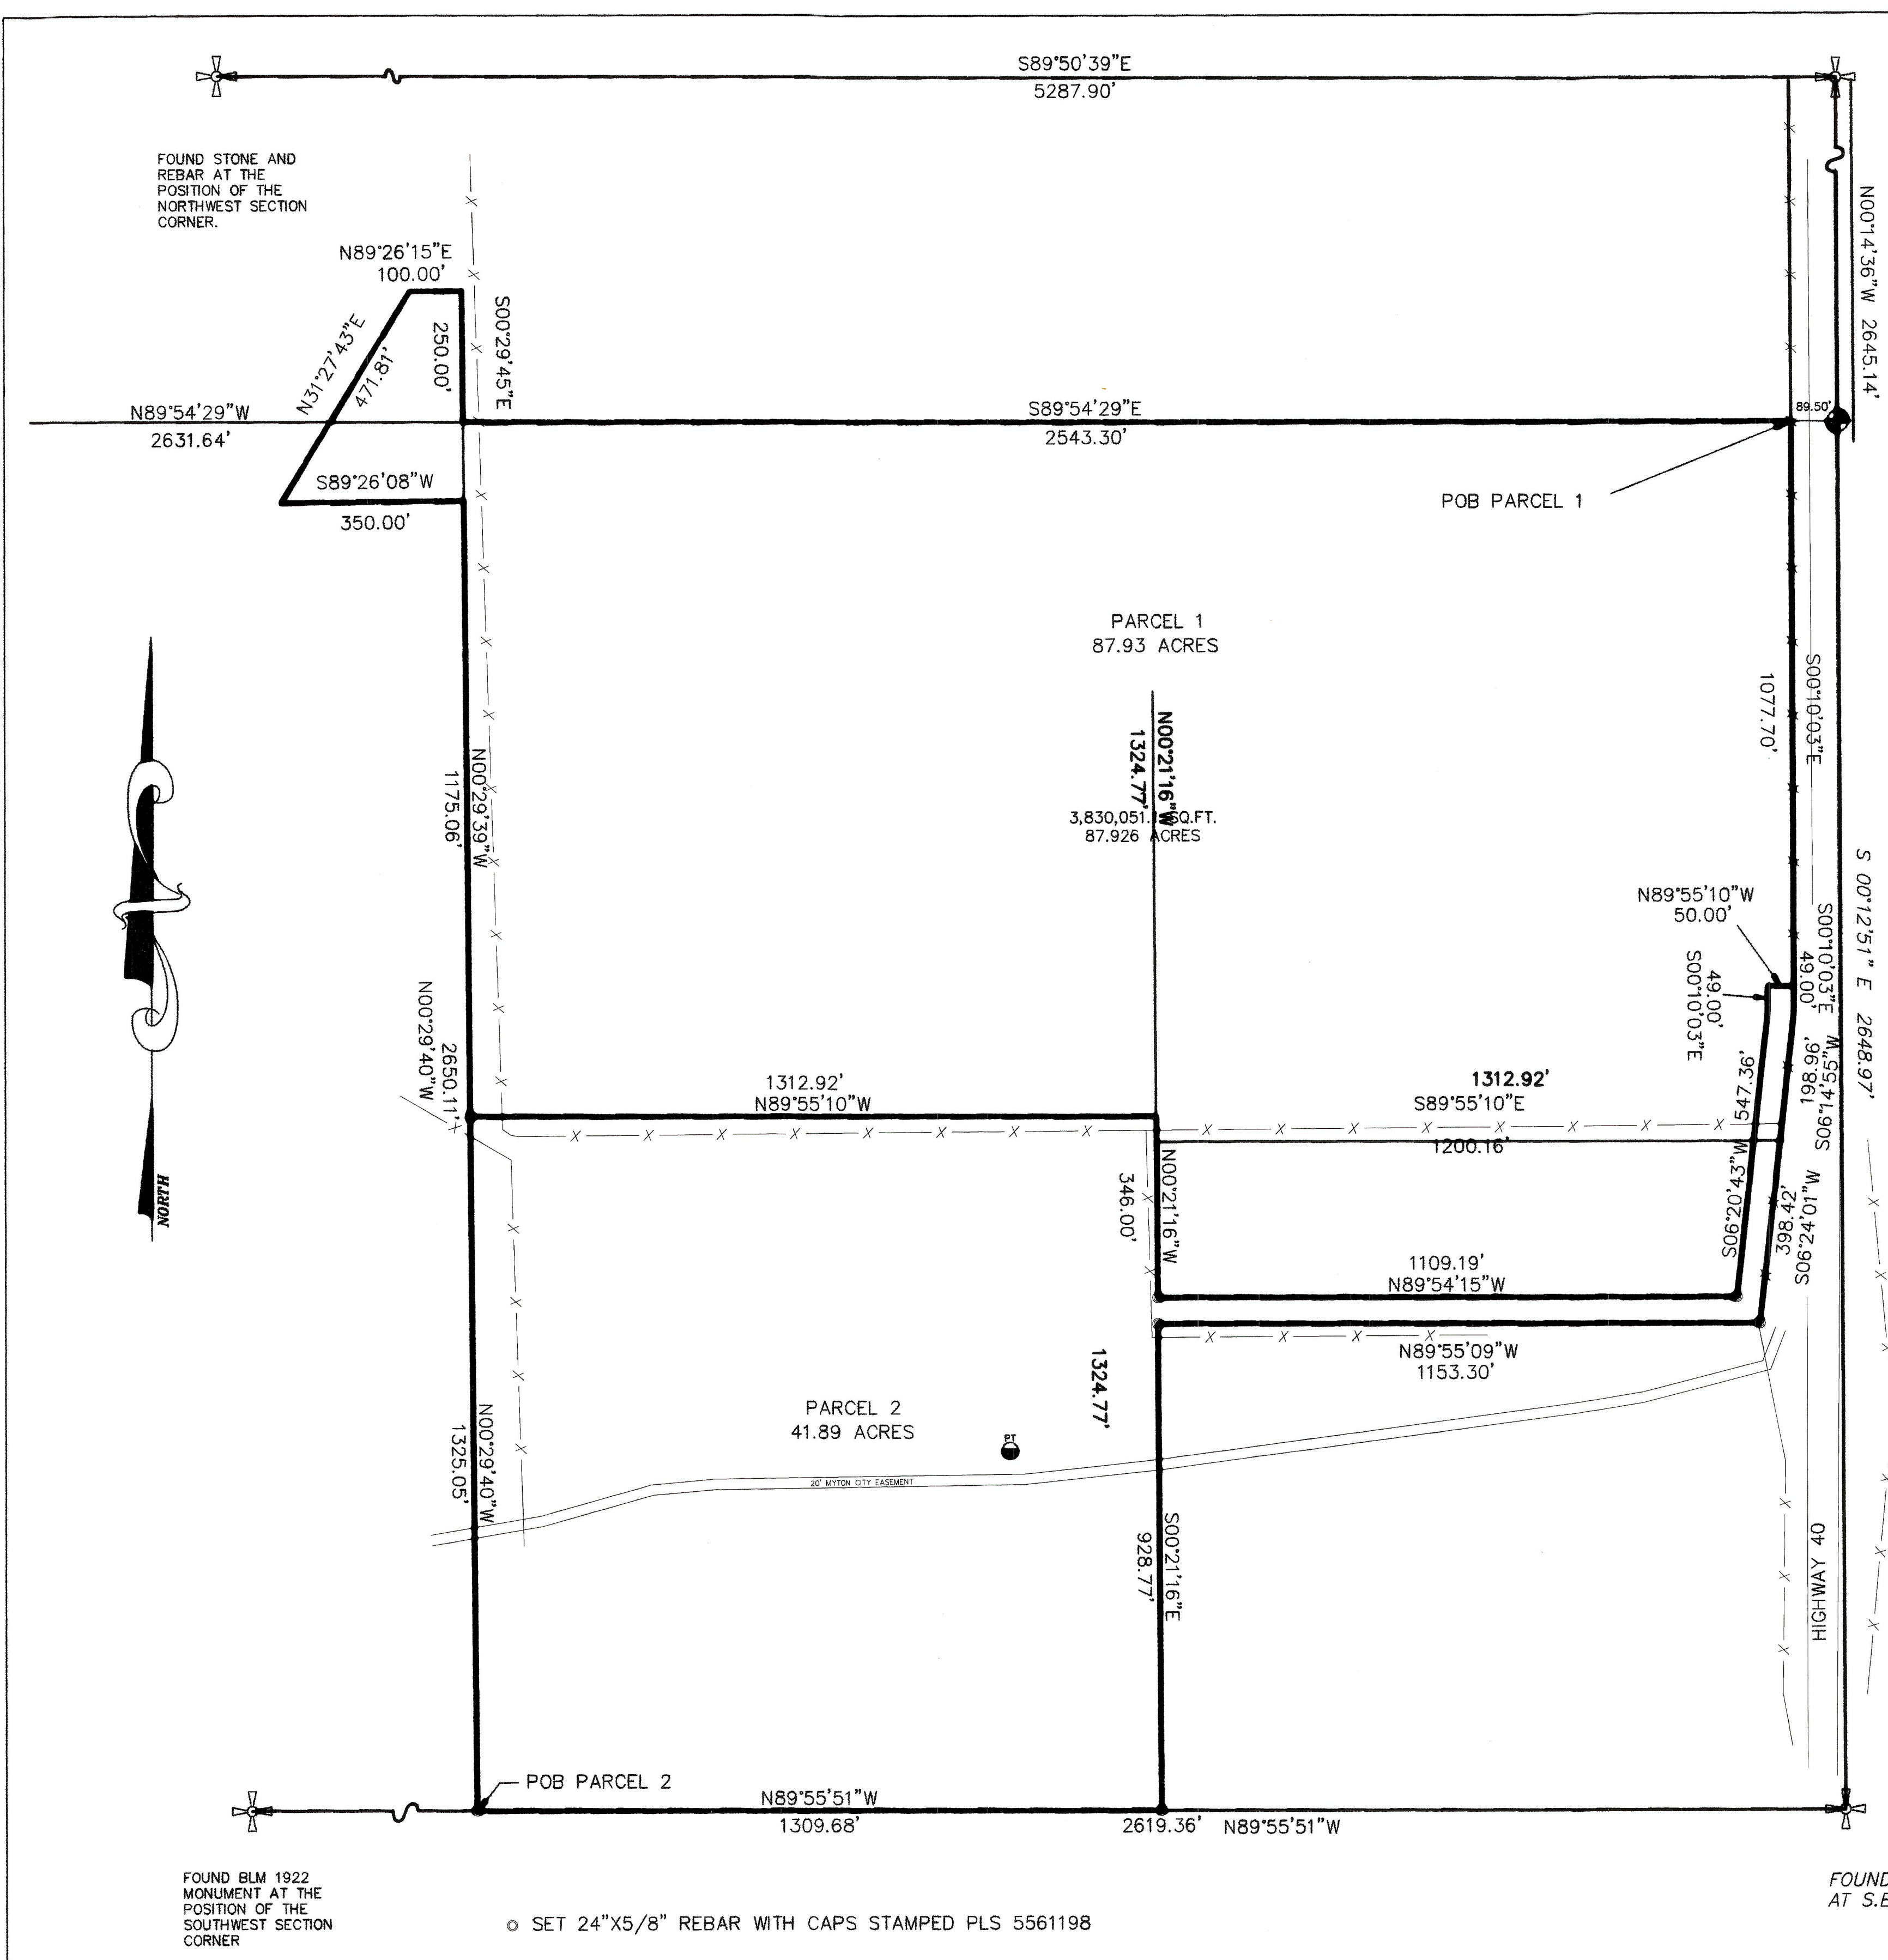 S89°50'39"E
5287.90'
FOUND STONE AND
REBAR AT THE
POSITION OF THE
NORTHWEST SECTION
CORNER.
N00°14'36"W 2645.14'
N89°26'15"E
100.00'
N31°27'43"E
471.81'
250.00'
S00°29'45"E
N89°54'29"W
2631.64'
S89°54'29"E
2543.30'
89.50'
S89°26'08"W
350.00'
POB PARCEL 1
PARCEL 1
87.93 ACRES
S00°10'03"E
1077.70'
N00°21'16"W
1324.77'
3,830,051.1 SQ.FT.
87.926 ACRES
N00°29'39"W
1175.06'
S 00°12'51" E 2648.97'
N89°55'10"W
50.00'
49.00'
S00°10'03"E
S00°10'03"E
49.00'
S06°14'55"W
198.96'
N00°29'40"W
2650.11'
1312.92'
N89°55'10"W
1312.92'
S89°55'10"E
1200.16'
547.36'
S06°20'43"W
398.42'
S06°24'01"W
N00°21'16"W
346.00'
NORTH
1109.19'
N89°54'15"W
N89°55'09"W
1153.30'
1324.77'
PARCEL 2
41.89 ACRES
PT
20' MYTON CITY EASEMENT
N00°29'40"W
1325.05'
S00°21'16"E
928.77'
HIGHWAY 40
POB PARCEL 2
N89°55'51"W
1309.68'
2619.36' N89°55'51"W
FOUND BLM 1922
MONUMENT AT THE
POSITION OF THE
SOUTHWEST SECTION
CORNER
SET 24"X5/8" REBAR WITH CAPS STAMPED PLS 5561198
FOUND
AT S.E